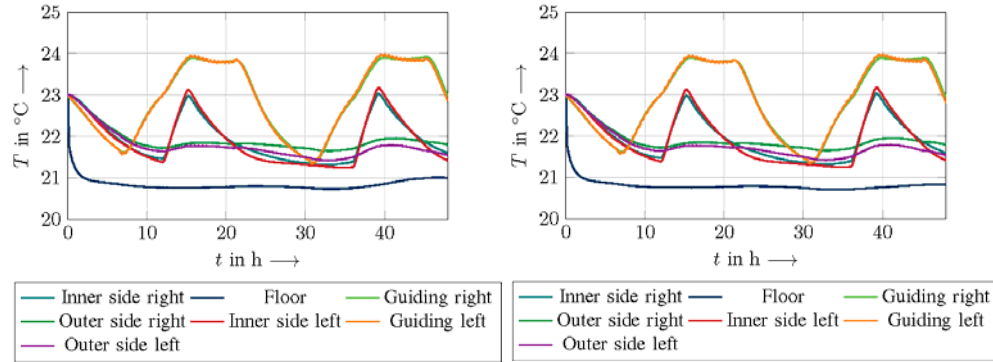 25
24
23
22
21
20
T in °C →
0
10
20
30
40
t in h →
Inner side right
Floor
Guiding right
Outer side right
Inner side left
Guiding left
Outer side left
25
24
23
22
21
20
T in °C →
0
10
20
30
40
t in h →
Inner side right
Floor
Guiding right
Outer side right
Inner side left
Guiding left
Outer side left